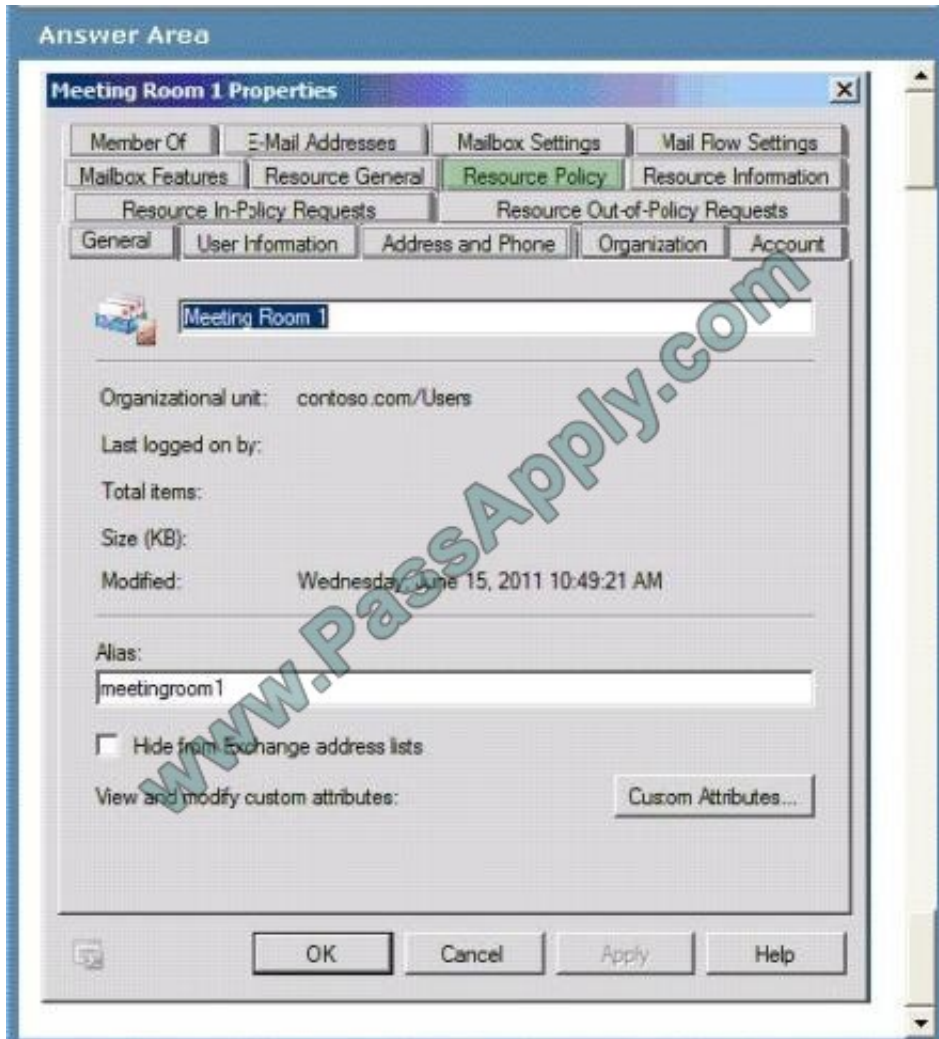 Answer Area
Meeting Room 1 Properties
Member Of E-Mail Addresses Mailbox Settings Mail Flow Settings
Mailbox Features Resource General Resource Policy Resource Information
Resource In-Policy Requests Resource Out-of-Policy Requests
General User Information Address and Phone Organization Account
Meeting Room 1
Organizational unit: contoso.com/Users
Last logged on by:
Total items:
Size (KB):
Modified: Wednesday, June 15, 2011 10:49:21 AM
Alias:
meetingroom1
Hide from Exchange address lists
View and modify custom attributes: Custom Attributes...
OK Cancel Apply Help
www.PassApply.com